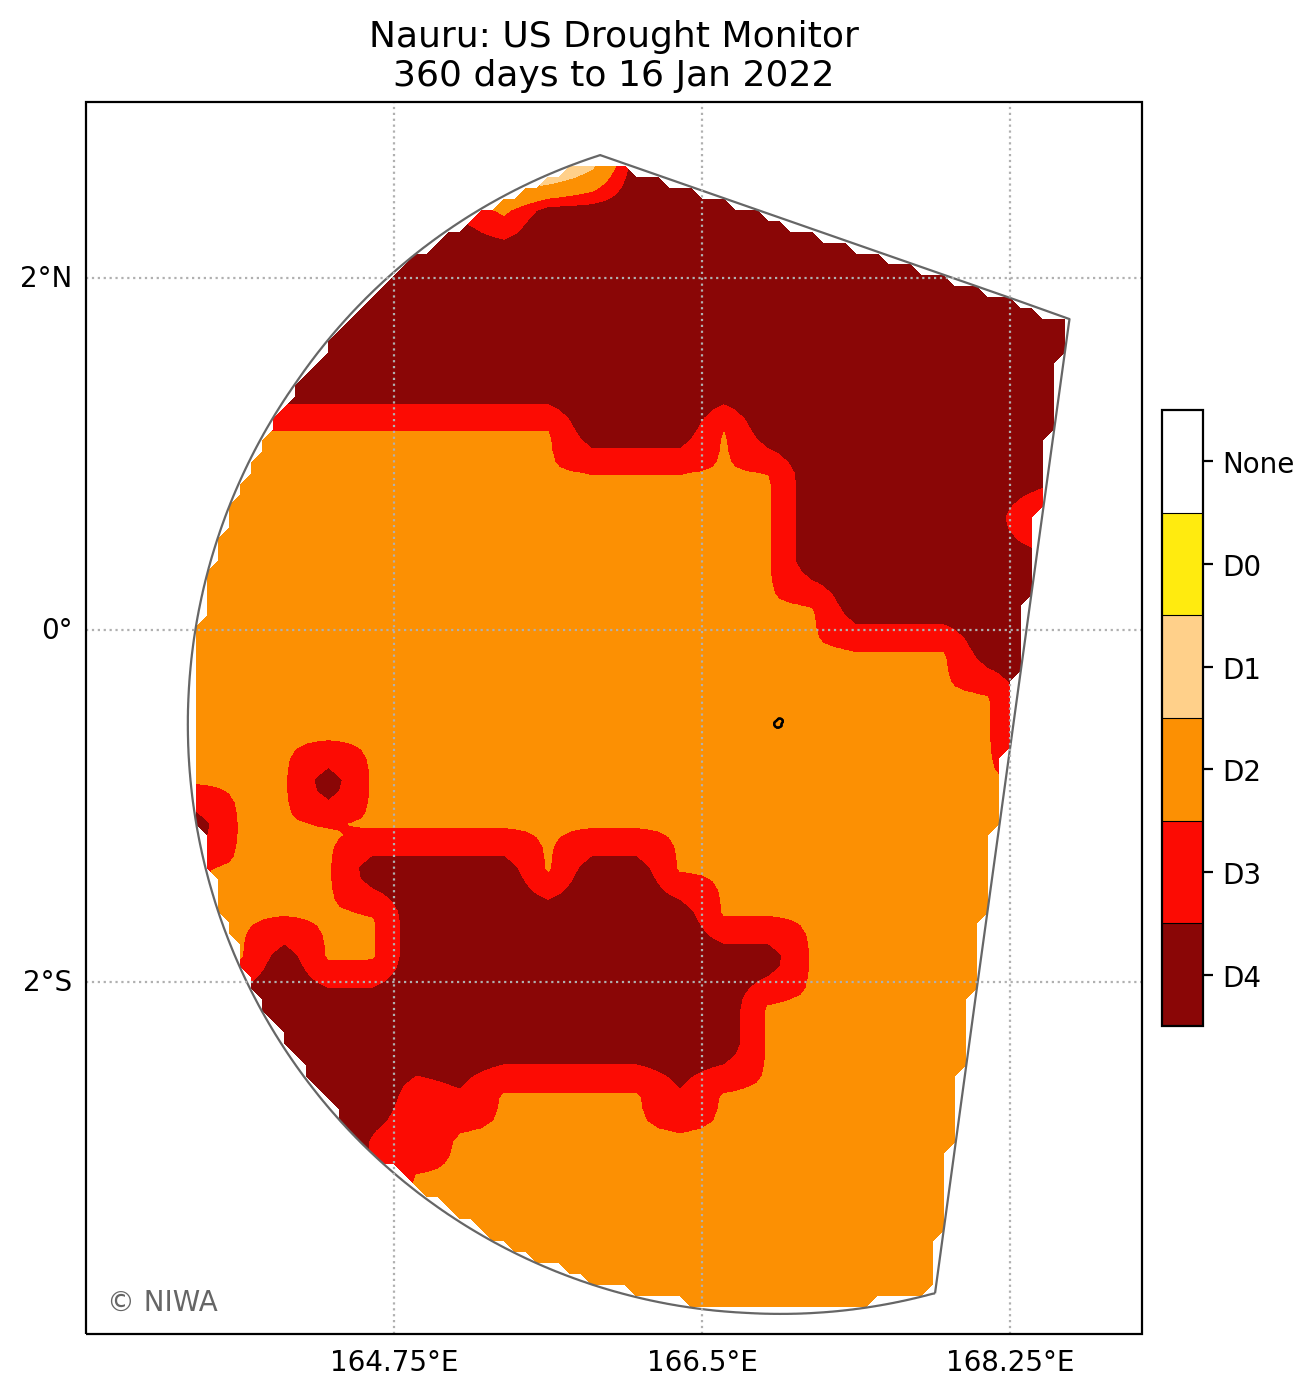 Nauru: US Drought Monitor
360 days to 16 Jan 2022
2°N
0°
2°S
164.75°E
166.5°E
168.25°E
None
D0
D1
D2
D3
D4
© NIWA